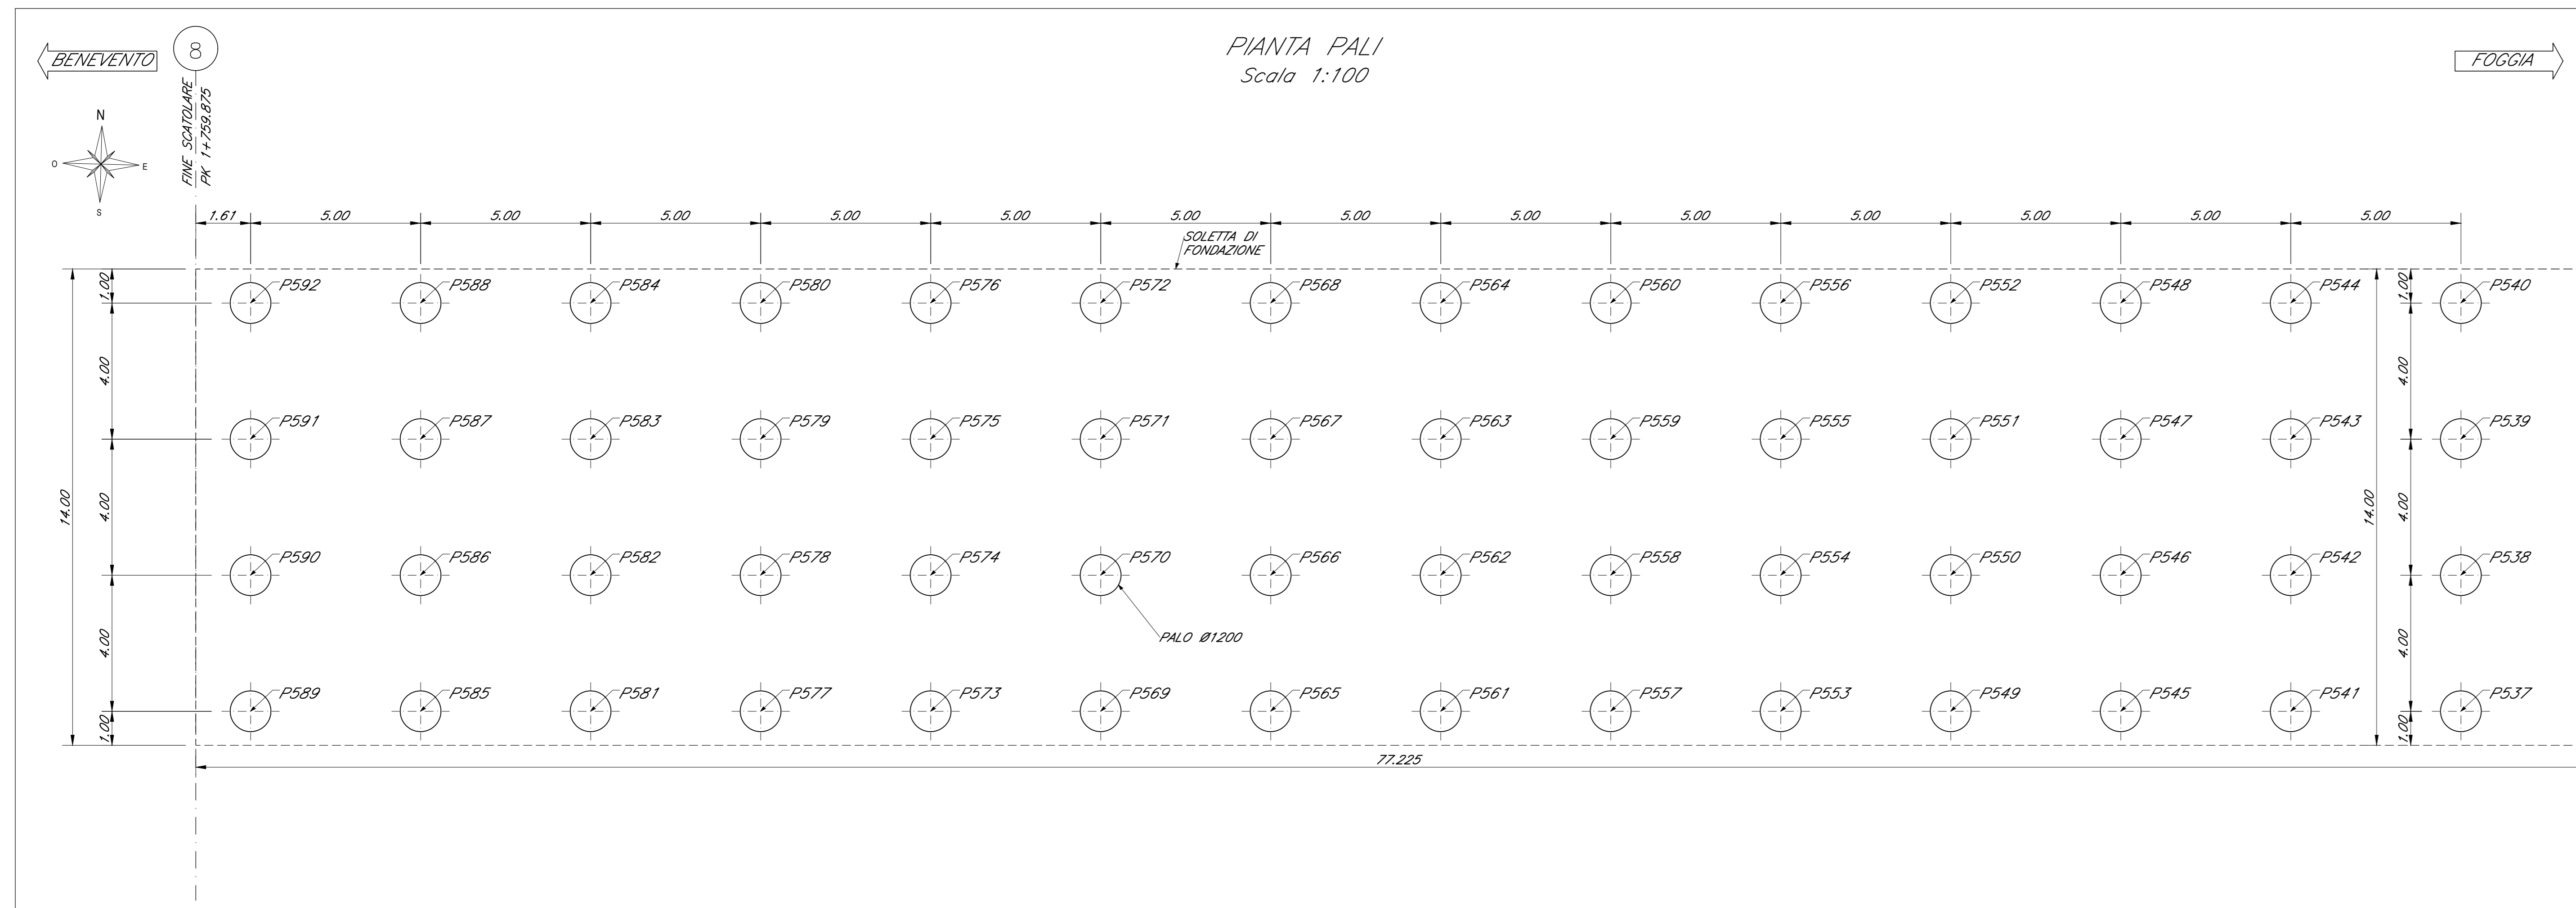 BENEVENTO
8
PIANTA PALI
Scala 1:100
FOGGIA
FINE SCATOLARE
PK 1+759.875
N
O
E
S
1.61 5.00 5.00 5.00 5.00 5.00 5.00 5.00 5.00 5.00 5.00 5.00 5.00 5.00
SOLETTA DI
FONDAZIONE
1.00 P592 P588 P584 P580 P576 P572 P568 P564 P560 P556 P552 P548 P544 1.00 P540
4.00 4.00
P591 P587 P583 P579 P575 P571 P567 P563 P559 P555 P551 P547 P543 P539
14.00 4.00 14.00 4.00
P590 P586 P582 P578 P574 P570 P566 P562 P558 P554 P550 P546 P542 P538
4.00 PALO Ø1200 4.00
P589 P585 P581 P577 P573 P569 P565 P561 P557 P553 P549 P545 P541 P537
1.00 1.00
77.225